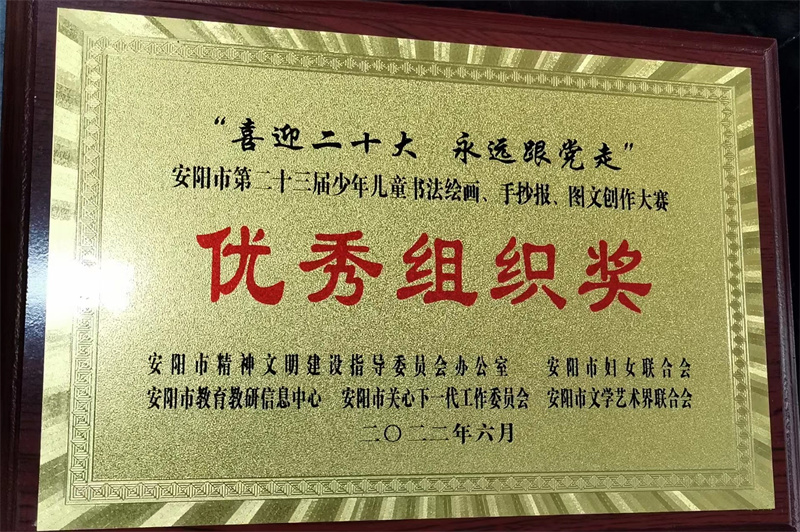 “喜迎二十大 永远跟党走”
安阳市第二十三届少年儿童书法绘画、手抄报、图文创作大赛
优秀组织奖
安阳市精神文明建设指导委员会办公室 安阳市妇女联合会
安阳市教育教研信息中心 安阳市关心下一代工作委员会 安阳市文学艺术界联合会
二〇二二年六月